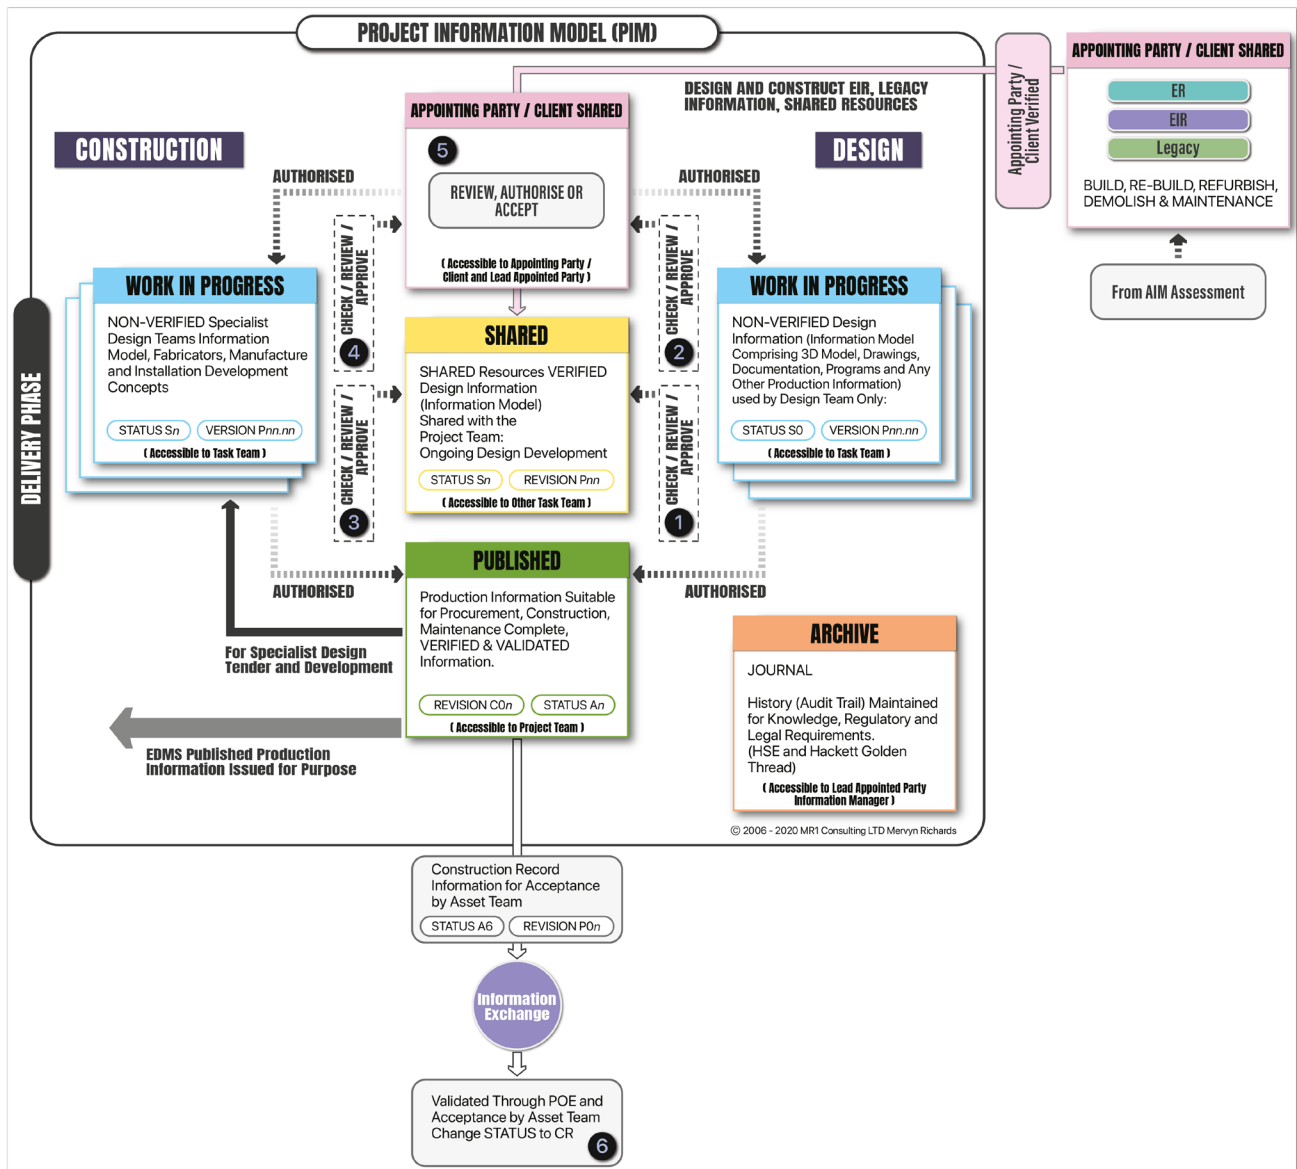 PROJECT INFORMATION MODEL (PIM)
APPOINTING PARTY / CLIENT SHARED
ER
EIR
Legacy
BUILD, RE-BUILD, REFURBISH,
DEMOLISH & MAINTENANCE
From AIM Assessment
Appointing Party /
Client Verified
DESIGN AND CONSTRUCT EIR, LEGACY
INFORMATION, SHARED RESOURCES
CONSTRUCTION
DESIGN
APPOINTING PARTY / CLIENT SHARED
5
REVIEW, AUTHORISE OR
ACCEPT
( Accessible to Appointing Party /
Client and Lead Appointed Party )
AUTHORISED
AUTHORISED
CHECK / REVIEW /
APPROVE
4
CHECK / REVIEW /
APPROVE
2
DELIVERY PHASE
WORK IN PROGRESS
NON-VERIFIED Specialist
Design Teams Information
Model, Fabricators, Manufacture
and Installation Development
Concepts
STATUS Sn
VERSION Pnn.nn
( Accessible to Task Team )
SHARED
SHARED Resources VERIFIED
Design Information
(Information Model)
Shared with the
Project Team:
Ongoing Design Development
STATUS Sn
REVISION Pnn
( Accessible to Other Task Team )
WORK IN PROGRESS
NON-VERIFIED Design
Information (Information Model
Comprising 3D Model, Drawings,
Documentation, Programs and Any
Other Production Information)
used by Design Team Only:
STATUS S0
VERSION Pnn.nn
( Accessible to Task Team )
CHECK / REVIEW /
APPROVE
3
CHECK / REVIEW /
APPROVE
1
AUTHORISED
AUTHORISED
PUBLISHED
Production Information Suitable
for Procurement, Construction,
Maintenance Complete,
VERIFIED & VALIDATED
Information.
REVISION C0n
STATUS An
( Accessible to Project Team )
For Specialist Design
Tender and Development
EDMS Published Production
Information Issued for Purpose
ARCHIVE
JOURNAL
History (Audit Trail) Maintained
for Knowledge, Regulatory and
Legal Requirements.
(HSE and Hackett Golden
Thread)
( Accessible to Lead Appointed Party
Information Manager )
© 2006 - 2020 MR1 Consulting LTD Mervyn Richards
Construction Record
Information for Acceptance
by Asset Team
STATUS A6
REVISION P0n
Information
Exchange
Validated Through POE and
Acceptance by Asset Team
Change STATUS to CR
6